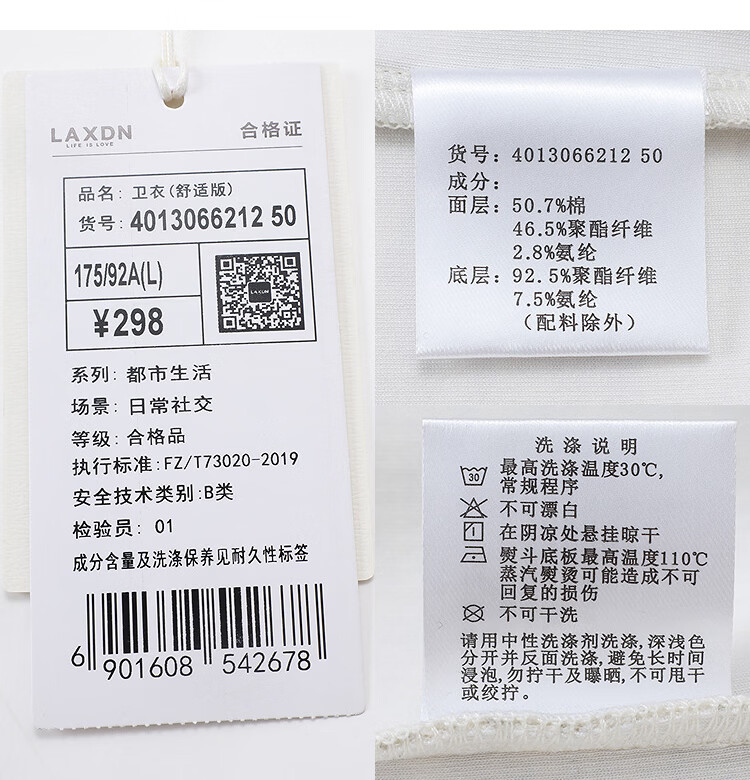 LAXDN
LIFE IS LOVE
合格证
品名: 卫衣(舒适版)
货号: 4013066212 50
175/92A(L)
LAXDN
¥298
系列: 都市生活
场景: 日常社交
等级: 合格品
执行标准: FZ/T73020-2019
安全技术类别: B类
检验员: 01
成分含量及洗涤保养见耐久性标签
6 901608 542678
货号: 4013066212 50
成分:
面层: 50.7%棉
46.5%聚酯纤维
2.8%氨纶
底层: 92.5%聚酯纤维
7.5%氨纶
(配料除外)
洗涤说明
30
最高洗涤温度30℃,
常规程序
不可漂白
在阴凉处悬挂晾干
熨斗底板最高温度110℃
蒸汽熨烫可能造成不可
回复的损伤
不可干洗
请用中性洗涤剂洗涤,深浅色
分开并反面洗涤,避免长时间
浸泡,勿拧干及曝晒,不可甩干
或绞拧。